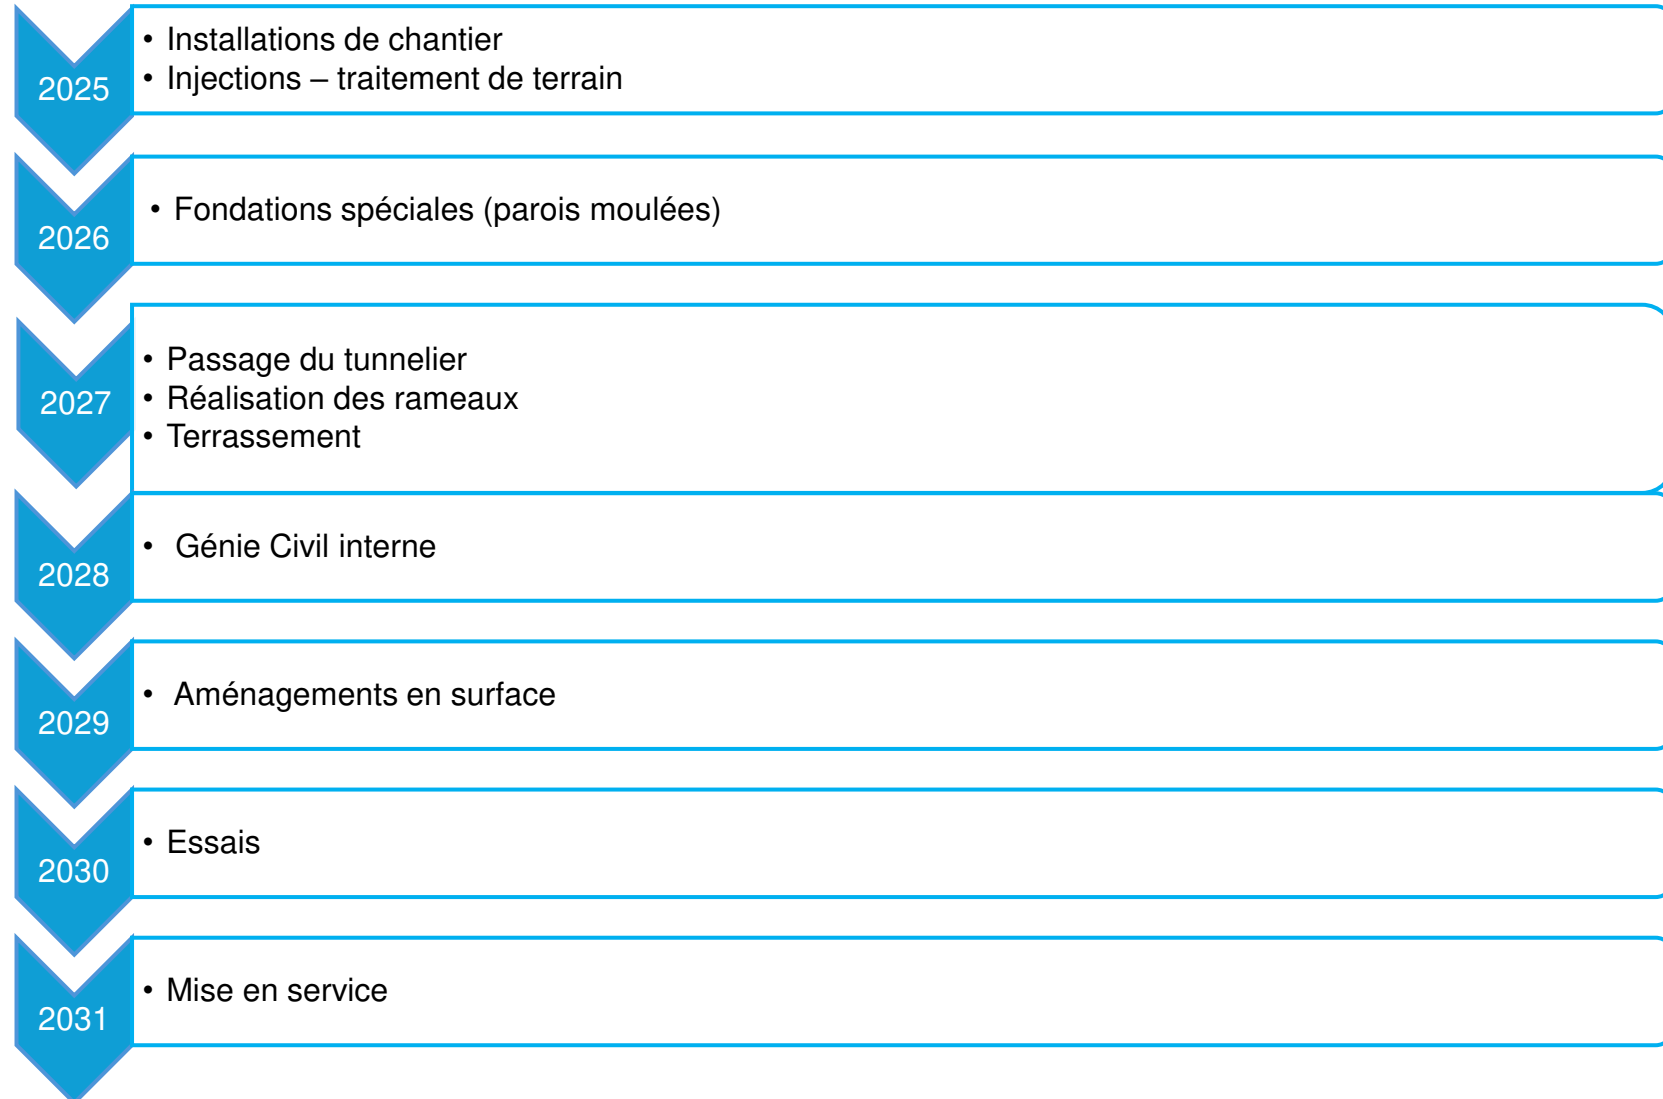 2025
• Installations de chantier
• Injections – traitement de terrain
2026
• Fondations spéciales (parois moulées)
2027
• Passage du tunnelier
• Réalisation des rameaux
• Terrassement
2028
• Génie Civil interne
2029
• Aménagements en surface
2030
• Essais
2031
• Mise en service